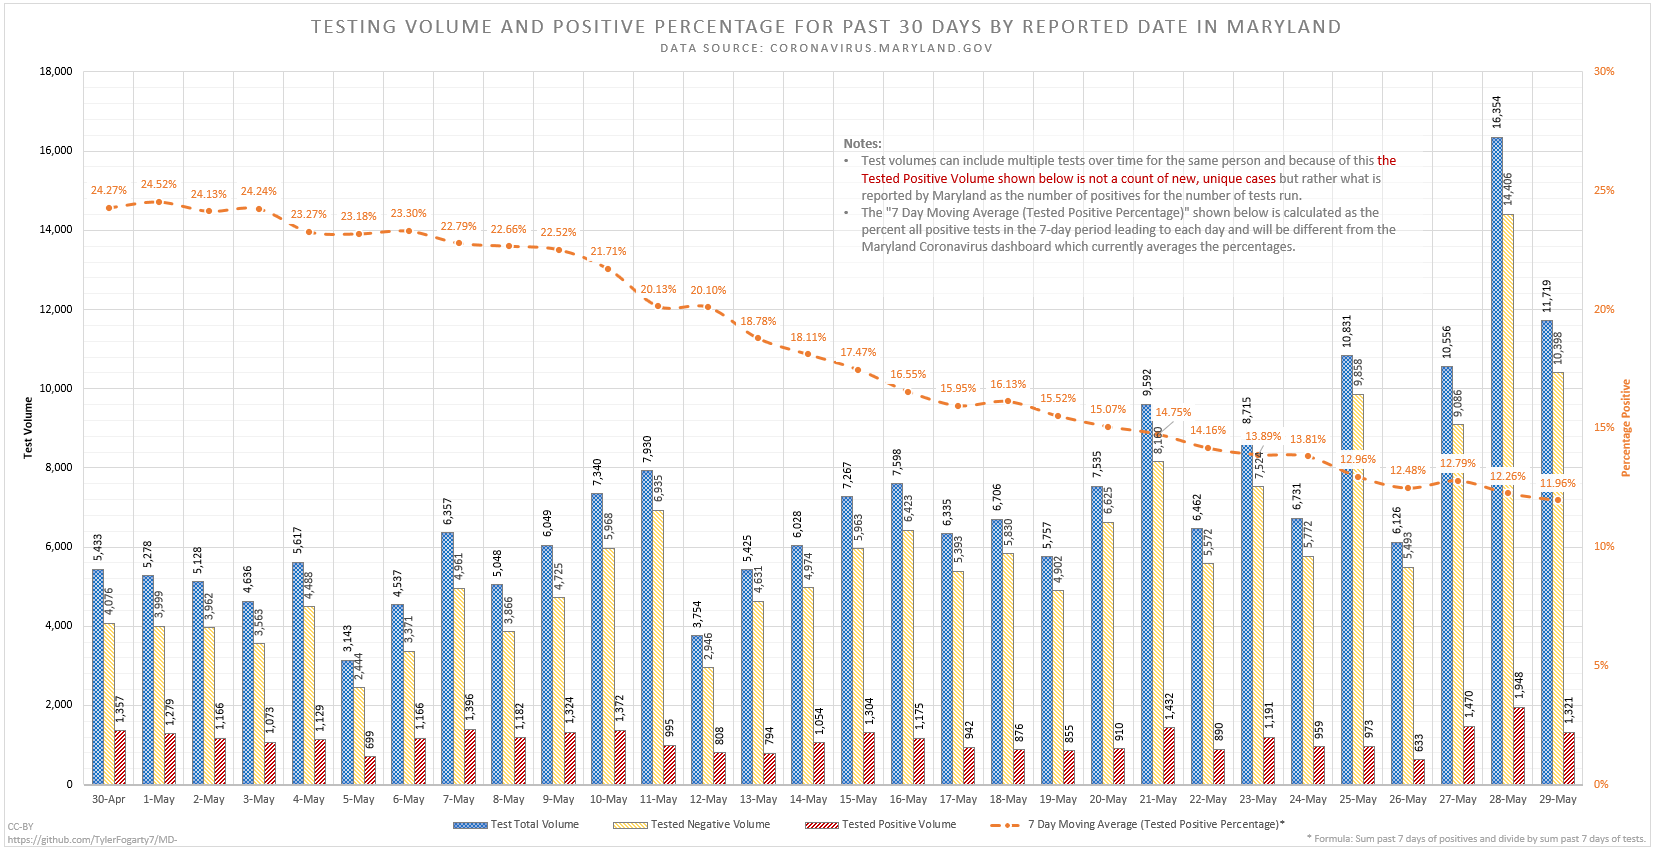 TESTING VOLUME AND POSITIVE PERCENTAGE FOR PAST 30 DAYS BY REPORTED DATE IN MARYLAND
DATA SOURCE: CORONAVIRUS.MARYLAND.GOV
18,000
16,000
14,000
12,000
10,000
8,000
6,000
4,000
2,000
0
Test Volume
30%
25%
20%
15%
10%
5%
0%
Percentage Positive
Notes:
• Test volumes can include multiple tests over time for the same person and because of this the
Tested Positive Volume shown below is not a count of new, unique cases but rather what is
reported by Maryland as the number of positives for the number of tests run.
• The "7 Day Moving Average (Tested Positive Percentage)" shown below is calculated as the
percent all positive tests in the 7-day period leading to each day and will be different from the
Maryland Coronavirus dashboard which currently averages the percentages.
24.27% 24.52% 24.13% 24.24% 23.27% 23.18% 23.30% 22.79% 22.66% 22.52% 21.71% 20.13% 20.10% 18.78% 18.11% 17.47% 16.55% 15.95% 16.13% 15.52% 15.07% 14.75% 14.16% 13.89% 13.81% 12.96% 12.48% 12.79% 12.26% 11.96%
5,433 5,278 5,128 4,636 5,617 3,143 4,537 6,357 5,048 6,049 7,340 7,930 3,754 5,425 6,028 7,267 7,598 6,335 6,706 5,757 7,535 9,592 6,462 8,715 6,731 10,831 6,126 10,556 16,354 11,719
4,076 3,999 3,962 3,563 4,488 2,444 3,371 4,961 3,866 4,725 5,968 6,935 2,946 4,631 4,974 5,963 6,423 5,393 5,830 4,902 6,625 8,160 5,572 7,524 5,772 9,858 5,493 9,086 14,406 10,398
1,357 1,279 1,166 1,073 1,129 699 1,166 1,396 1,182 1,324 1,372 995 808 794 1,054 1,304 1,175 942 876 855 910 1,432 890 1,191 959 973 633 1,470 1,948 1,321
30-Apr 1-May 2-May 3-May 4-May 5-May 6-May 7-May 8-May 9-May 10-May 11-May 12-May 13-May 14-May 15-May 16-May 17-May 18-May 19-May 20-May 21-May 22-May 23-May 24-May 25-May 26-May 27-May 28-May 29-May
Test Total Volume Tested Negative Volume Tested Positive Volume 7 Day Moving Average (Tested Positive Percentage)*
CC-BY
https://github.com/TylerFogarty7/MD-
* Formula: Sum past 7 days of positives and divide by sum past 7 days of tests.